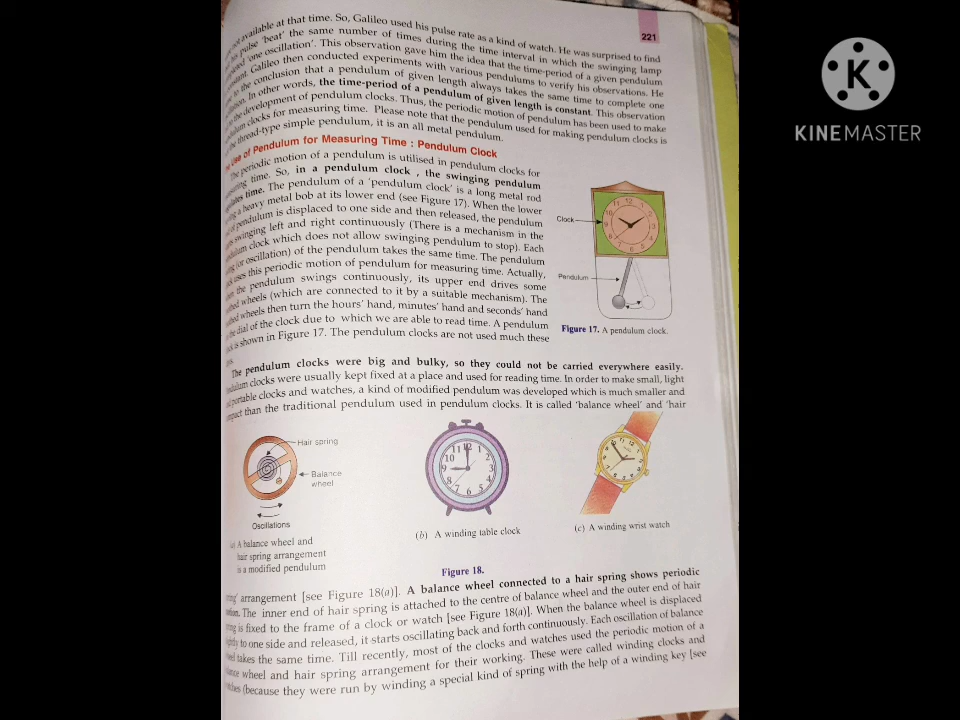 221
available at that time. So, Galileo used his pulse rate as a kind of watch. He was surprised to find
pulse 'beat' the same number of times during the time interval in which the swinging lamp
'one oscillation'. This observation gave him the idea that the time-period of a given pendulum
Galileo then conducted experiments with various pendulums to verify his observations. He
to the conclusion that a pendulum of given length always takes the same time to complete one
In other words, the time-period of a pendulum of given length is constant. This observation
the development of pendulum clocks. Thus, the periodic motion of pendulum has been used to make
clocks for measuring time. Please note that the pendulum used for making pendulum clocks is
thread-type simple pendulum, it is an all metal pendulum.
Use of Pendulum for Measuring Time : Pendulum Clock
The periodic motion of a pendulum is utilised in pendulum clocks for
time. So, in a pendulum clock , the swinging pendulum
time. The pendulum of a 'pendulum clock' is a long metal rod
a heavy metal bob at its lower end (see Figure 17). When the lower
of pendulum is displaced to one side and then released, the pendulum
swinging left and right continuously (There is a mechanism in the
clock which does not allow swinging pendulum to stop). Each
(or oscillation) of the pendulum takes the same time. The pendulum
uses this periodic motion of pendulum for measuring time. Actually,
the pendulum swings continuously, its upper end drives some
wheels (which are connected to it by a suitable mechanism). The
wheels then turn the hours' hand, minutes' hand and seconds' hand
the dial of the clock due to which we are able to read time. A pendulum
is shown in Figure 17. The pendulum clocks are not used much these
Clock
Pendulum
Figure 17. A pendulum clock.
The pendulum clocks were big and bulky, so they could not be carried everywhere easily.
clocks were usually kept fixed at a place and used for reading time. In order to make small, light
portable clocks and watches, a kind of modified pendulum was developed which is much smaller and
than the traditional pendulum used in pendulum clocks. It is called 'balance wheel' and 'hair
Hair spring
Balance
wheel
Oscillations
(a) A balance wheel and
hair spring arrangement
is a modified pendulum
(b) A winding table clock
(c) A winding wrist watch
Figure 18.
arrangement [see Figure 18(a)]. A balance wheel connected to a hair spring shows periodic
The inner end of hair spring is attached to the centre of balance wheel and the outer end of hair
is fixed to the frame of a clock or watch [see Figure 18(a)]. When the balance wheel is displaced
to one side and released, it starts oscillating back and forth continuously. Each oscillation of balance
takes the same time. Till recently, most of the clocks and watches used the periodic motion of a
wheel and hair spring arrangement for their working. These were called winding clocks and
(because they were run by winding a special kind of spring with the help of a winding key [see
K
KINEMASTER